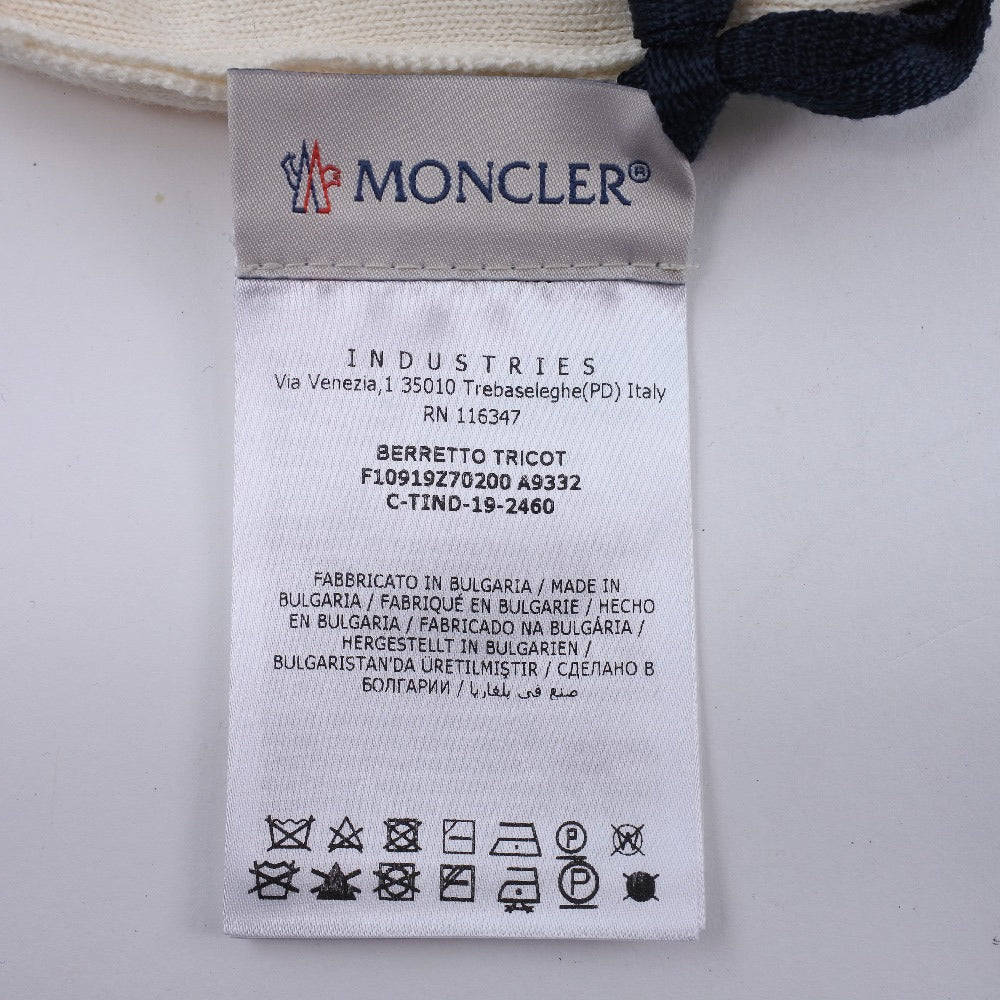 MONCLER®
INDUSTRIES
Via Venezia,1 35010 Trebaseleghe(PD) Italy
RN 116347
BERRETTO TRICOT
F10919Z70200 A9332
C-TIND-19-2460
FABBRICATO IN BULGARIA / MADE IN
BULGARIA / FABRIQUÉ EN BULGARIE / HECHO
EN BULGARIA / FABRICADO NA BULGÁRIA /
HERGESTELLT IN BULGARIEN /
BULGARISTAN'DA ÜRETILMIŞTIR / СДЕЛАНО В
БОЛГАРИИ / صنع في بلغاريا
P W
P